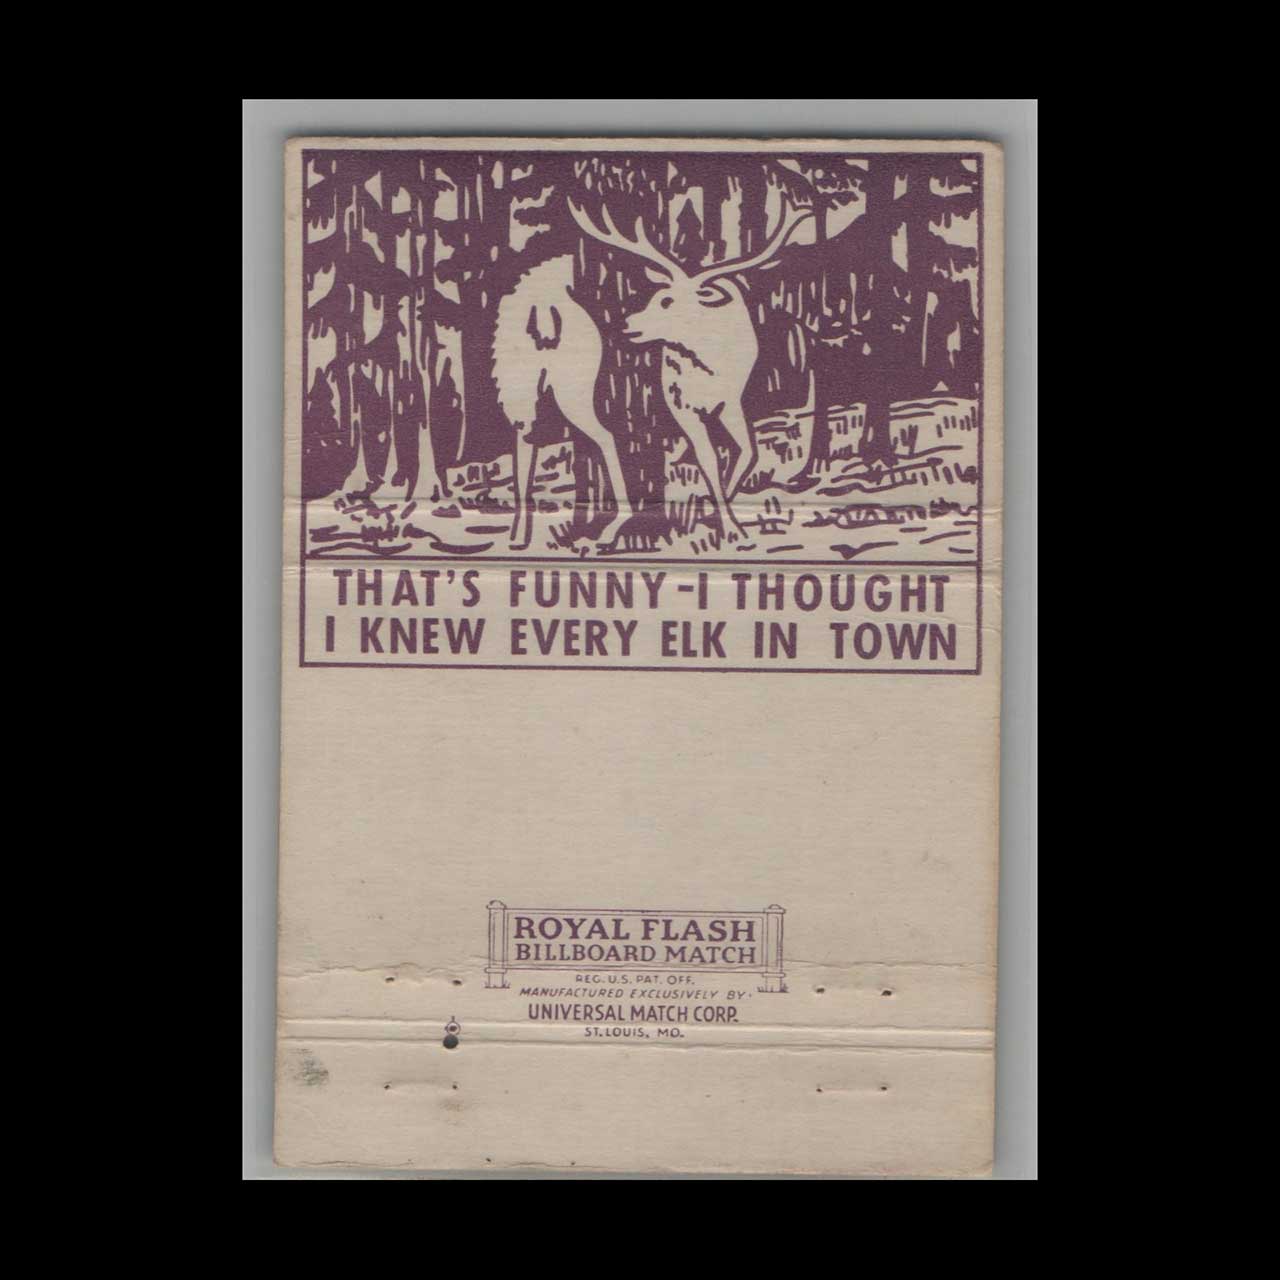 THAT'S FUNNY-I THOUGHT
I KNEW EVERY ELK IN TOWN
ROYAL FLASH
BILLBOARD MATCH
REG. U.S. PAT. OFF.
MANUFACTURED EXCLUSIVELY BY·
UNIVERSAL MATCH CORP.
ST. LOUIS, MO.